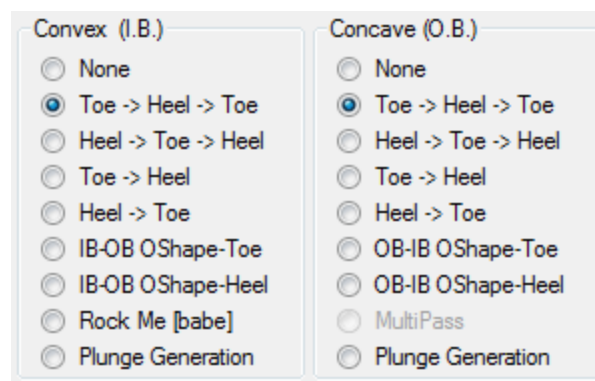 Convex (I.B.)
None
Toe -> Heel -> Toe
Heel -> Toe -> Heel
Toe -> Heel
Heel -> Toe
IB-OB OShape-Toe
IB-OB OShape-Heel
Rock Me [babe]
Plunge Generation
Concave (O.B.)
None
Toe -> Heel -> Toe
Heel -> Toe -> Heel
Toe -> Heel
Heel -> Toe
OB-IB OShape-Toe
OB-IB OShape-Heel
MultiPass
Plunge Generation